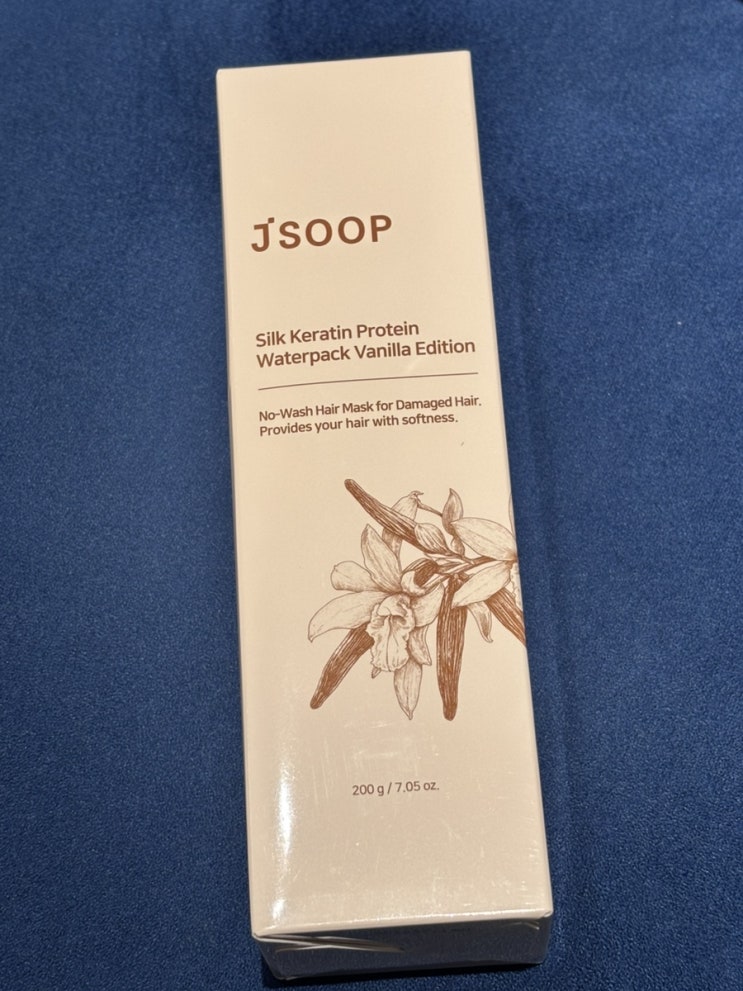 JSOOP
Silk Keratin Protein
Waterpack Vanilla Edition
No-Wash Hair Mask for Damaged Hair.
Provides your hair with softness.
200 g / 7.05 oz.